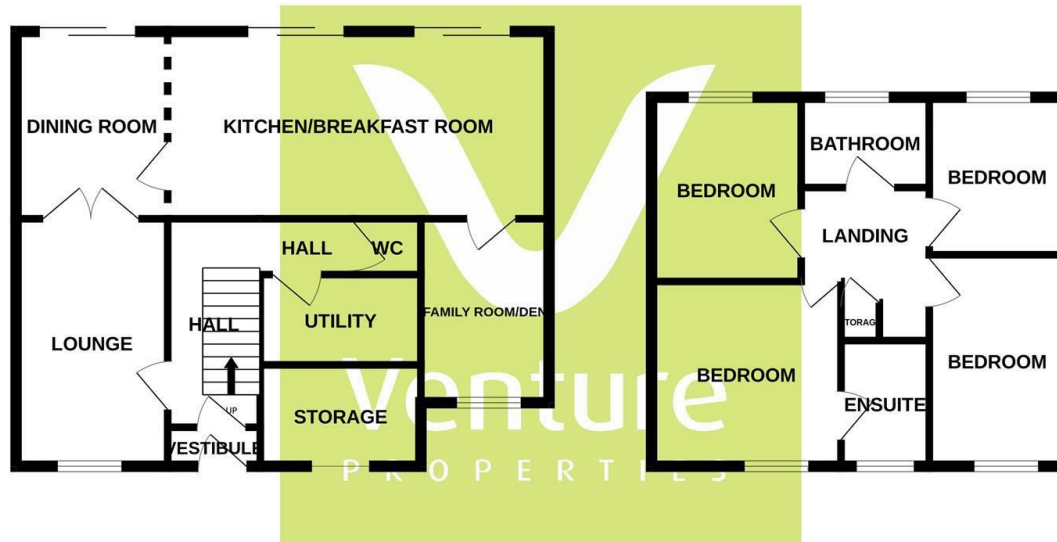 DINING ROOM
KITCHEN/BREAKFAST ROOM
HALL
WC
UTILITY
FAMILY ROOM/DEN
HALL
LOUNGE
UP
STORAGE
VESTIBULE
BATHROOM
BEDROOM
BEDROOM
LANDING
TORAG
BEDROOM
BEDROOM
ENSUITE
Venture
PROPERTIES